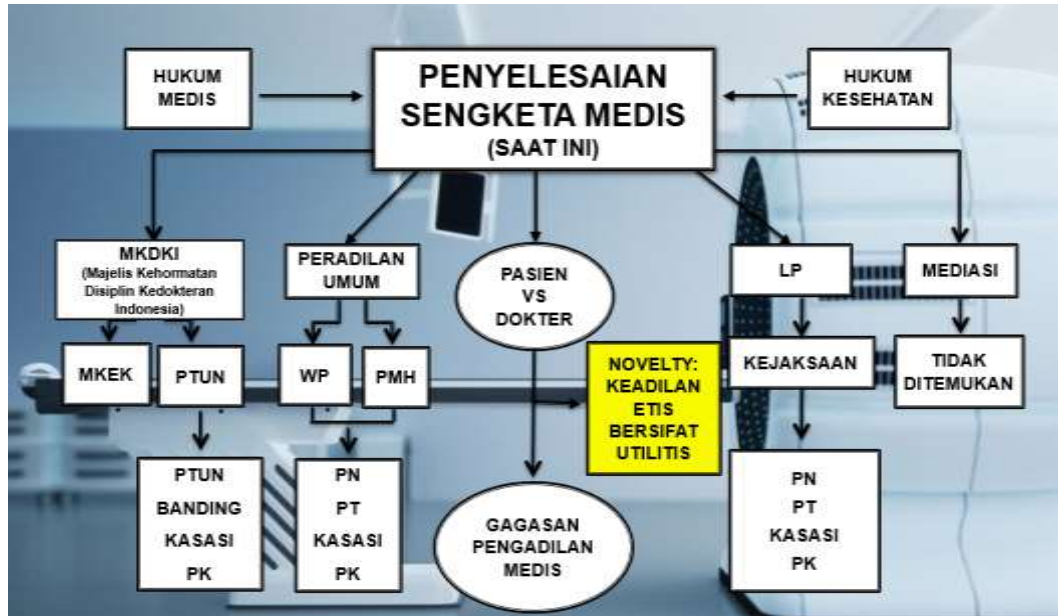 HUKUM
MEDIS
PENYELESAIAN
SENGKETA MEDIS
(SAAT INI)
HUKUM
KESEHATAN
MKDKI
(Majelis Kehormatan
Disiplin Kedokteran
Indonesia)
PERADILAN
UMUM
PASIEN
VS
DOKTER
LP
MEDIASI
MKEK
PTUN
WP
PMH
NOVELTY:
KEADILAN
ETIS
BERSIFAT
UTILITIS
KEJAKSAAN
TIDAK
DITEMUKAN
PTUN
BANDING
KASASI
PK
PN
PT
KASASI
PK
GAGASAN
PENGADILAN
MEDIS
PN
PT
KASASI
PK